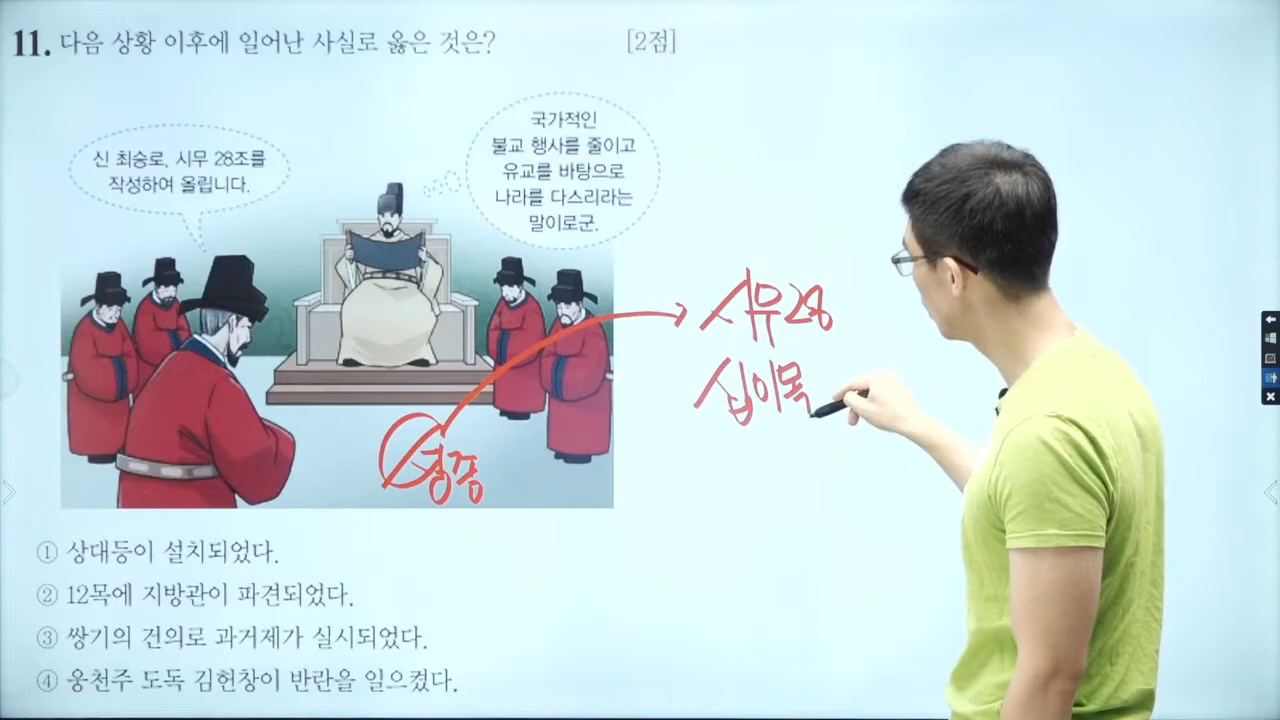 11. 다음 상황 이후에 일어난 사실로 옳은 것은? [2점]
신 최승로, 시무 28조를
작성하여 올립니다.
국가적인
불교 행사를 줄이고
유교를 바탕으로
나라를 다스리라는
말이로군.
성종
시무28
십이목
① 상대등이 설치되었다.
② 12목에 지방관이 파견되었다.
③ 쌍기의 건의로 과거제가 실시되었다.
④ 웅천주 도독 김헌창이 반란을 일으켰다.